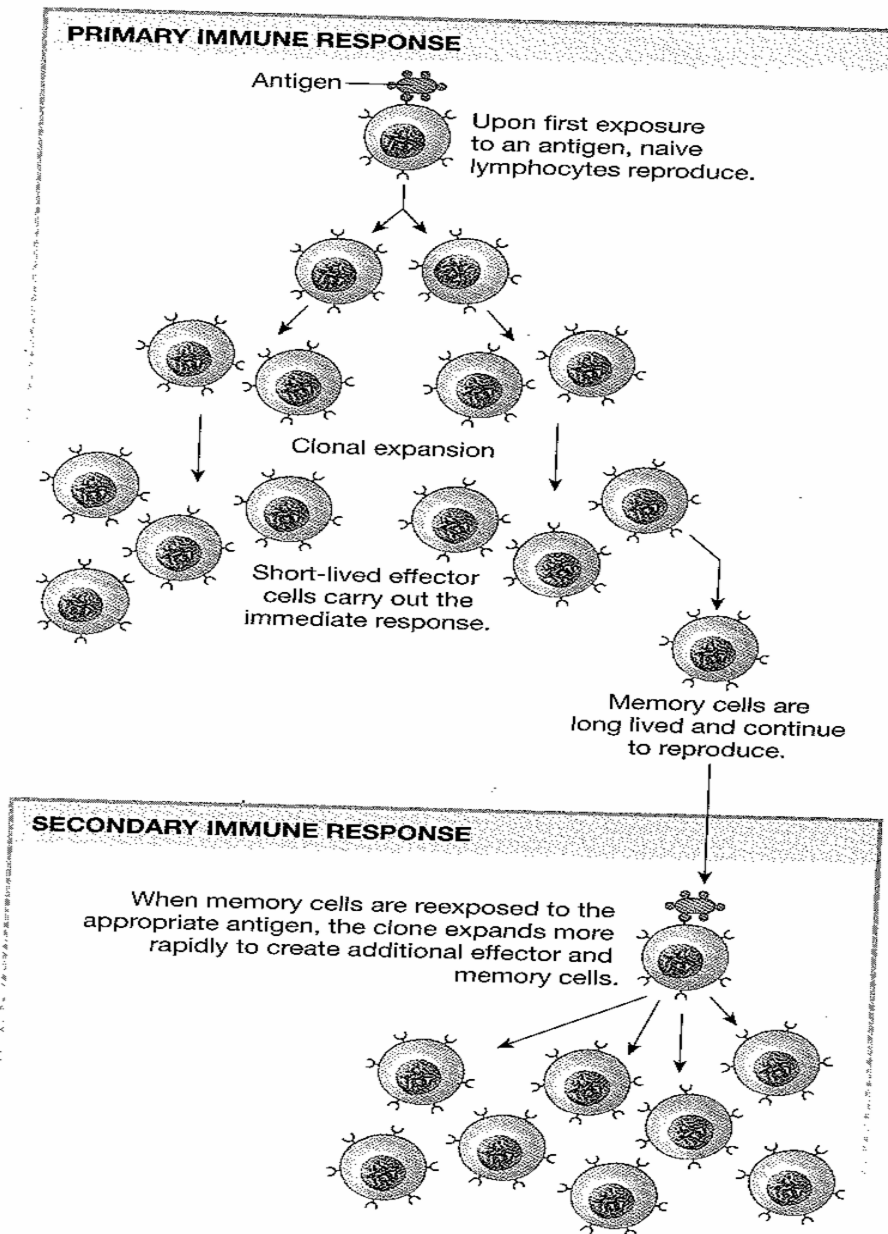 PRIMARY IMMUNE RESPONSE
Antigen
Upon first exposure
to an antigen, naive
lymphocytes reproduce.
Clonal expansion
Short-lived effector
cells carry out the
immediate response.
Memory cells are
long lived and continue
to reproduce.
SECONDARY IMMUNE RESPONSE
When memory cells are reexposed to the
appropriate antigen, the clone expands more
rapidly to create additional effector and
memory cells.